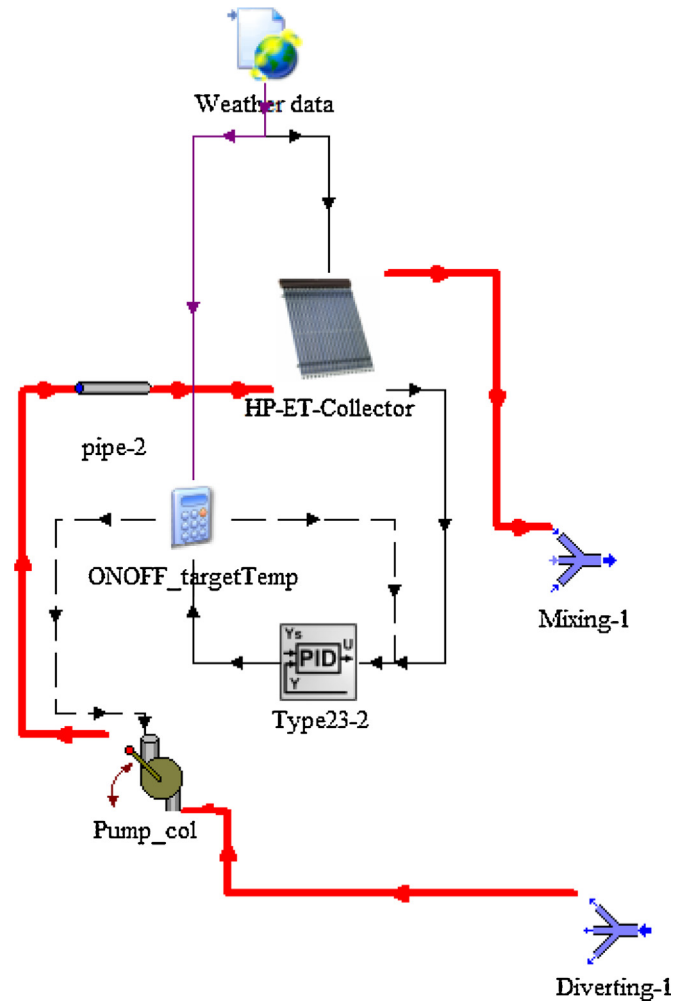 Weather data
HP-ET-Collector
pipe-2
ONOFF_targetTemp
Mixing-1
Ys
U
PID
Y
Type23-2
Pump_col
Diverting-1